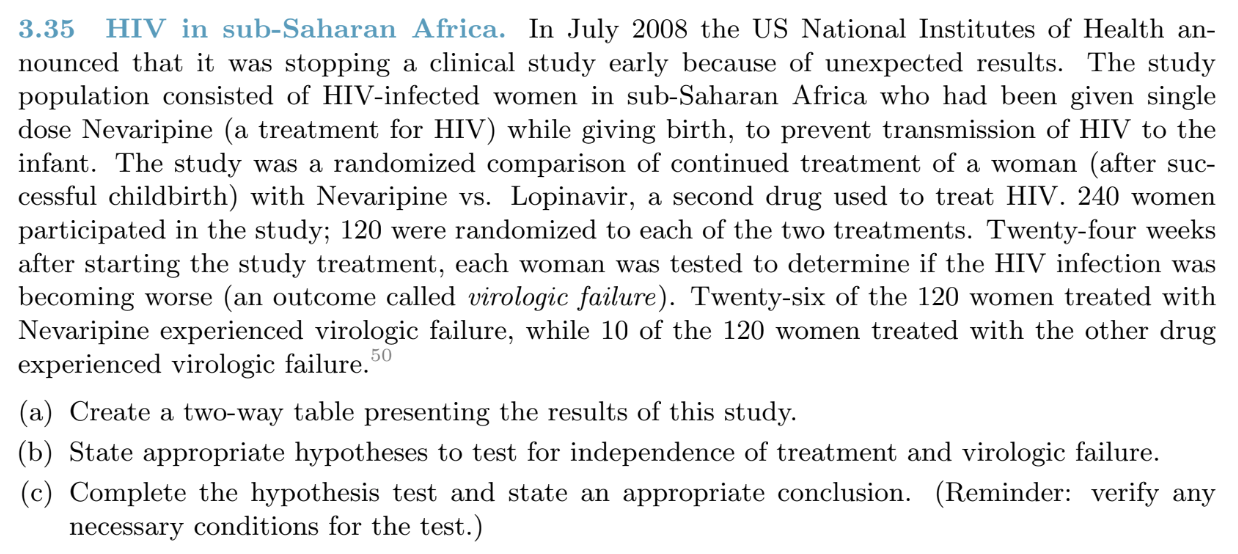 3.35 HIV in sub-Saharan Africa. In July 2008 the US National Institutes of Health an-
nounced that it was stopping a clinical study early because of unexpected results. The study
population consisted of HIV-infected women in sub-Saharan Africa who had been given single
dose Nevaripine (a treatment for HIV) while giving birth, to prevent transmission of HIV to the
infant. The study was a randomized comparison of continued treatment of a woman (after suc-
cessful childbirth) with Nevaripine vs. Lopinavir, a second drug used to treat HIV. 240 women
participated in the study; 120 were randomized to each of the two treatments. Twenty-four weeks
after starting the study treatment, each woman was tested to determine if the HIV infection was
becoming worse (an outcome called virologic failure). Twenty-six of the 120 women treated with
Nevaripine experienced virologic failure, while 10 of the 120 women treated with the other drug
experienced virologic failure.50
(a) Create a two-way table presenting the results of this study.
(b) State appropriate hypotheses to test for independence of treatment and virologic failure.
(c) Complete the hypothesis test and state an appropriate conclusion. (Reminder: verify any
necessary conditions for the test.)